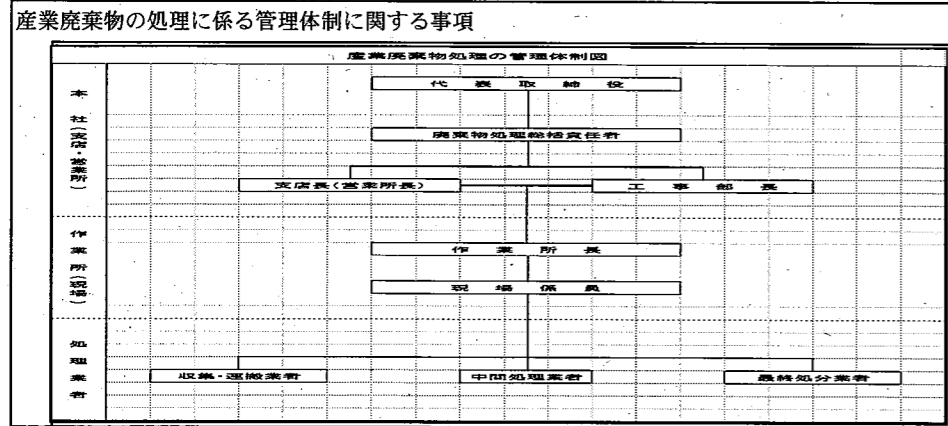 産業廃棄物の処理に係る管理体制に関する事項
産業廃棄物処理の管理体制図
本社(支店・営業所)
代表取締役
廃棄物処理総括責任者
支店長(営業所長)
工事部長
作業所(現場)
作業所長
現場係員
処理業者
収集・運搬業者
中間処理業者
最終処分業者